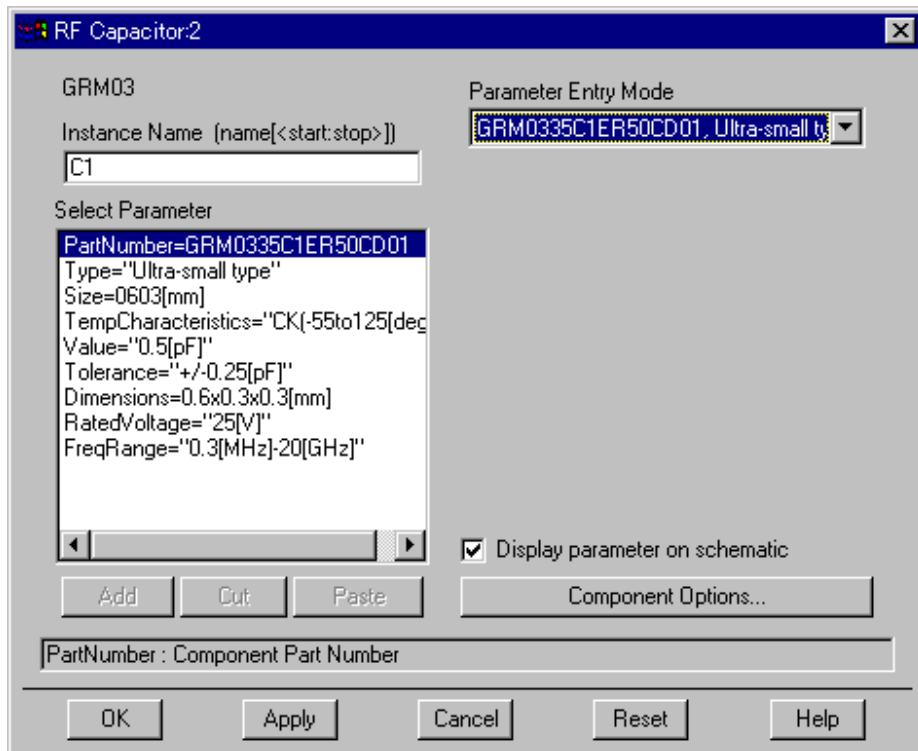 RF Capacitor:2
GRM03
Instance Name (name[<start:stop>])
C1
Select Parameter
PartNumber=GRM0335C1ER50CD01
Type="Ultra-small type"
Size=0603[mm]
TempCharacteristics="CK(-55to125[deg
Value="0.5[pF]"
Tolerance="+/-0.25[pF]"
Dimensions=0.6x0.3x0.3[mm]
RatedVoltage="25[V]"
FreqRange="0.3[MHz]-20[GHz]"
Add Cut Paste
Parameter Entry Mode
GRM0335C1ER50CD01, Ultra-small ty
Display parameter on schematic
Component Options...
PartNumber : Component Part Number
OK Apply Cancel Reset Help